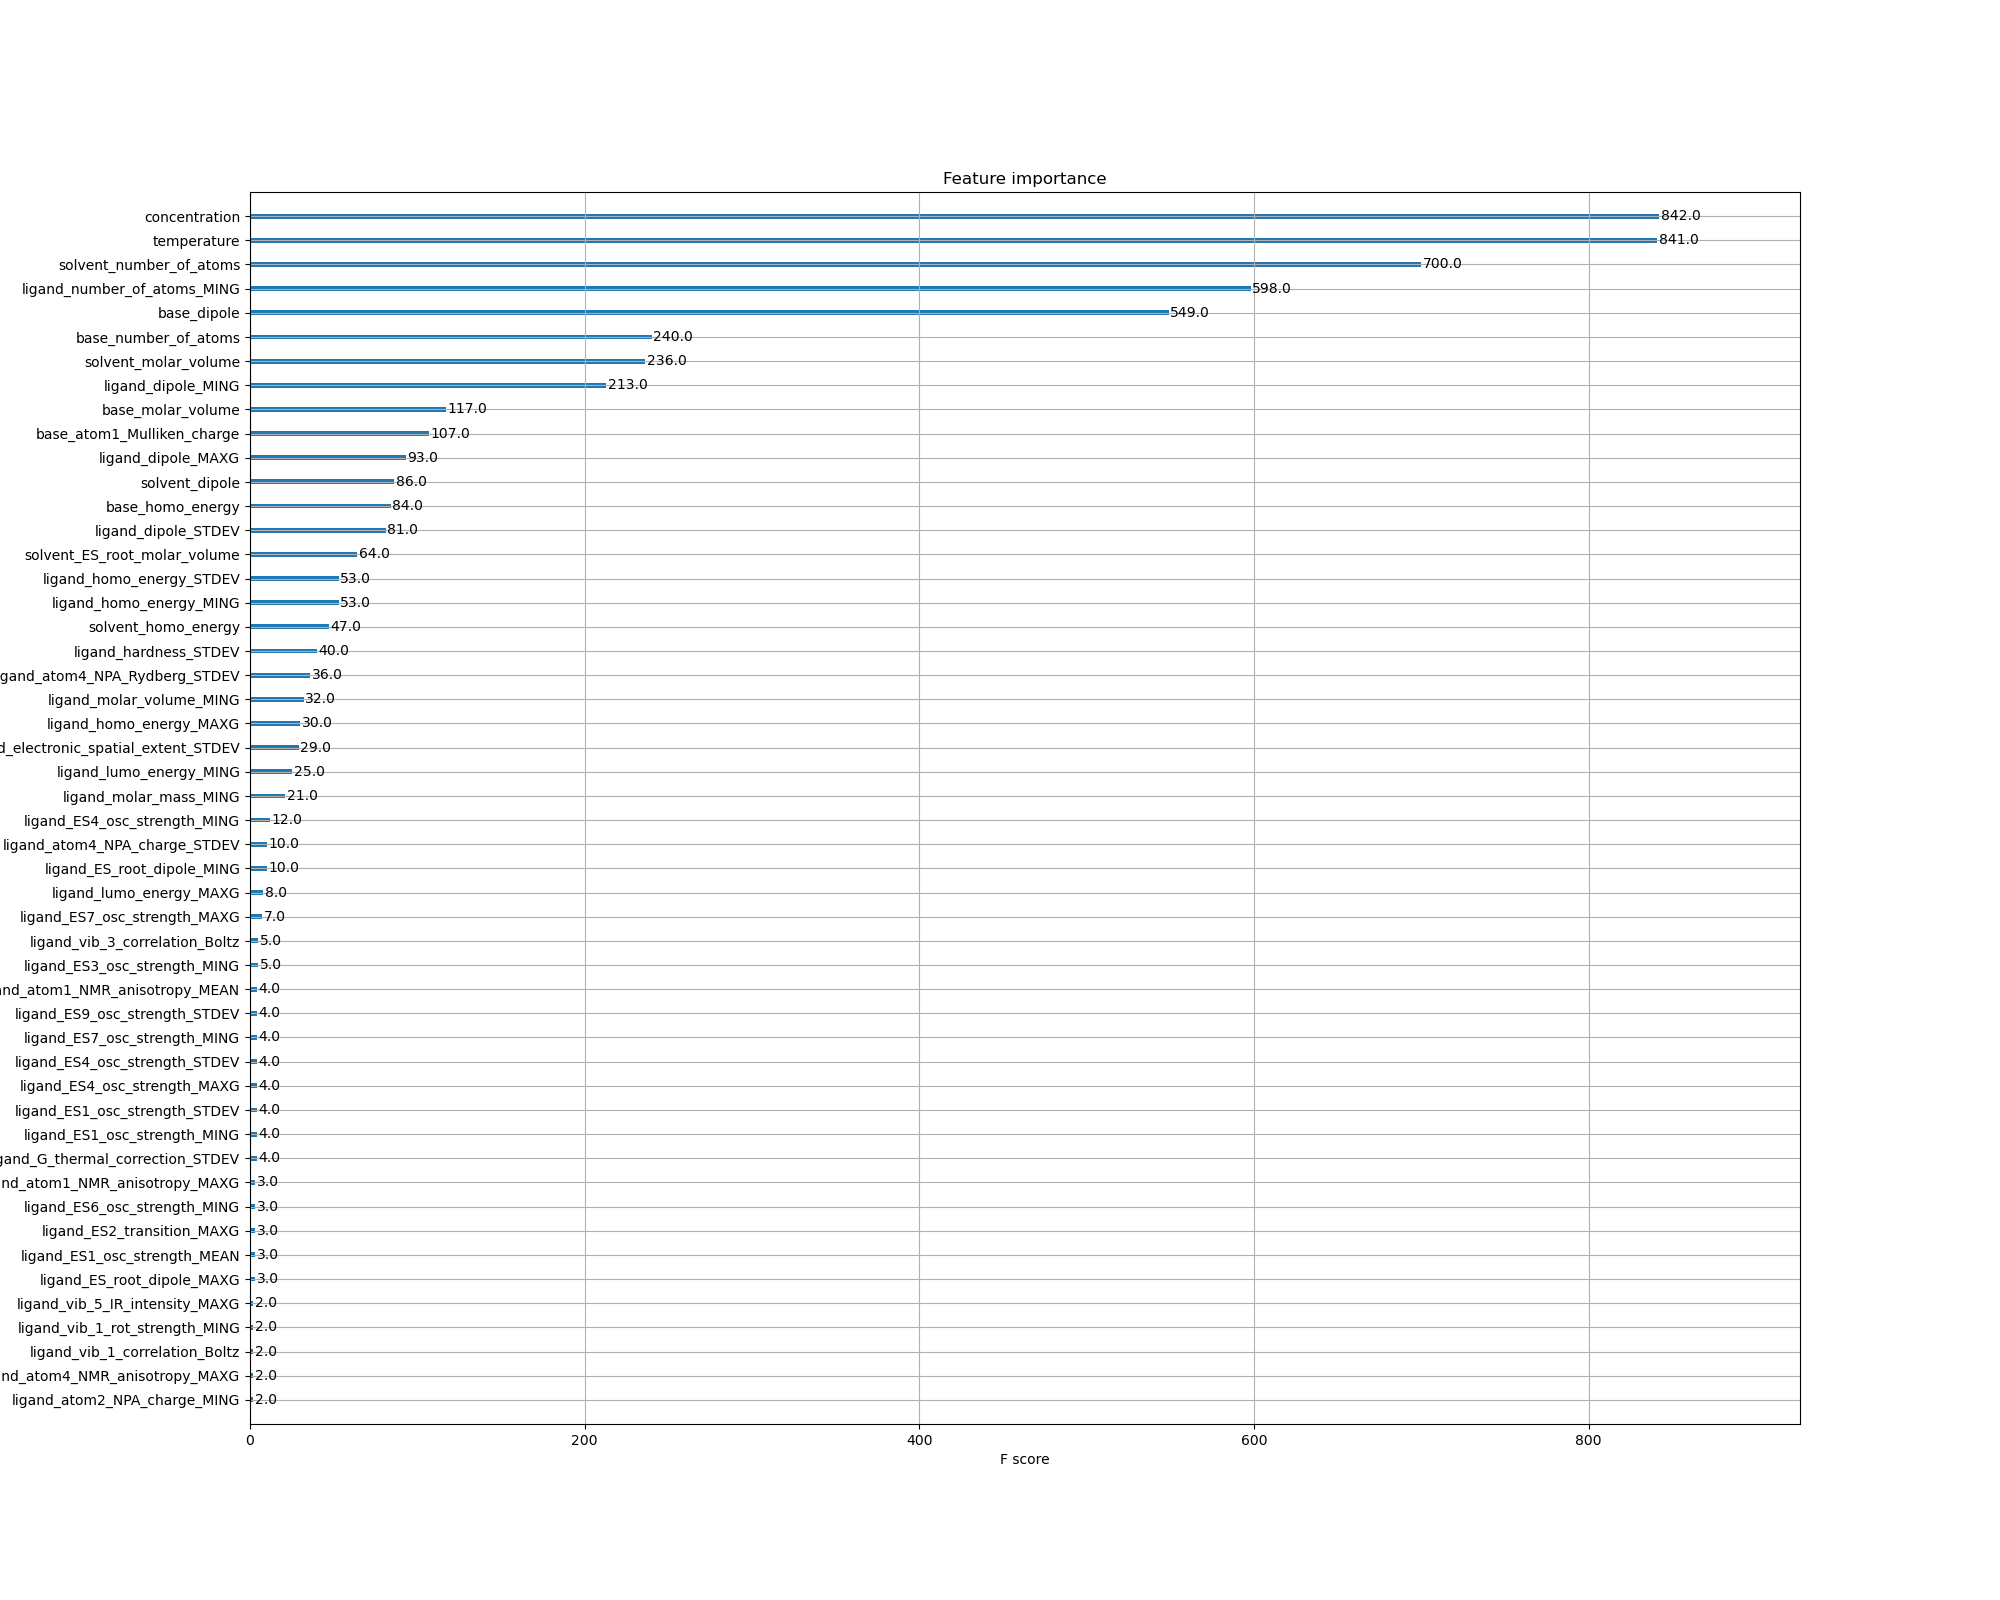 Feature importance
concentration 842.0
temperature 841.0
solvent_number_of_atoms 700.0
ligand_number_of_atoms_MING 598.0
base_dipole 549.0
base_number_of_atoms 240.0
solvent_molar_volume 236.0
ligand_dipole_MING 213.0
base_molar_volume 117.0
base_atom1_Mulliken_charge 107.0
ligand_dipole_MAXG 93.0
solvent_dipole 86.0
base_homo_energy 84.0
ligand_dipole_STDEV 81.0
solvent_ES_root_molar_volume 64.0
ligand_homo_energy_STDEV 53.0
ligand_homo_energy_MING 53.0
solvent_homo_energy 47.0
ligand_hardness_STDEV 40.0
gand_atom4_NPA_Rydberg_STDEV 36.0
ligand_molar_volume_MING 32.0
ligand_homo_energy_MAXG 30.0
d_electronic_spatial_extent_STDEV 29.0
ligand_lumo_energy_MING 25.0
ligand_molar_mass_MING 21.0
ligand_ES4_osc_strength_MING 12.0
ligand_atom4_NPA_charge_STDEV 10.0
ligand_ES_root_dipole_MING 10.0
ligand_lumo_energy_MAXG 8.0
ligand_ES7_osc_strength_MAXG 7.0
ligand_vib_3_correlation_Boltz 5.0
ligand_ES3_osc_strength_MING 5.0
nd_atom1_NMR_anisotropy_MEAN 4.0
ligand_ES9_osc_strength_STDEV 4.0
ligand_ES7_osc_strength_MING 4.0
ligand_ES4_osc_strength_STDEV 4.0
ligand_ES4_osc_strength_MAXG 4.0
ligand_ES1_osc_strength_STDEV 4.0
ligand_ES1_osc_strength_MING 4.0
gand_G_thermal_correction_STDEV 4.0
nd_atom1_NMR_anisotropy_MAXG 3.0
ligand_ES6_osc_strength_MING 3.0
ligand_ES2_transition_MAXG 3.0
ligand_ES1_osc_strength_MEAN 3.0
ligand_ES_root_dipole_MAXG 3.0
ligand_vib_5_IR_intensity_MAXG 2.0
ligand_vib_1_rot_strength_MING 2.0
ligand_vib_1_correlation_Boltz 2.0
nd_atom4_NMR_anisotropy_MAXG 2.0
ligand_atom2_NPA_charge_MING 2.0
0 200 400 600 800
F score